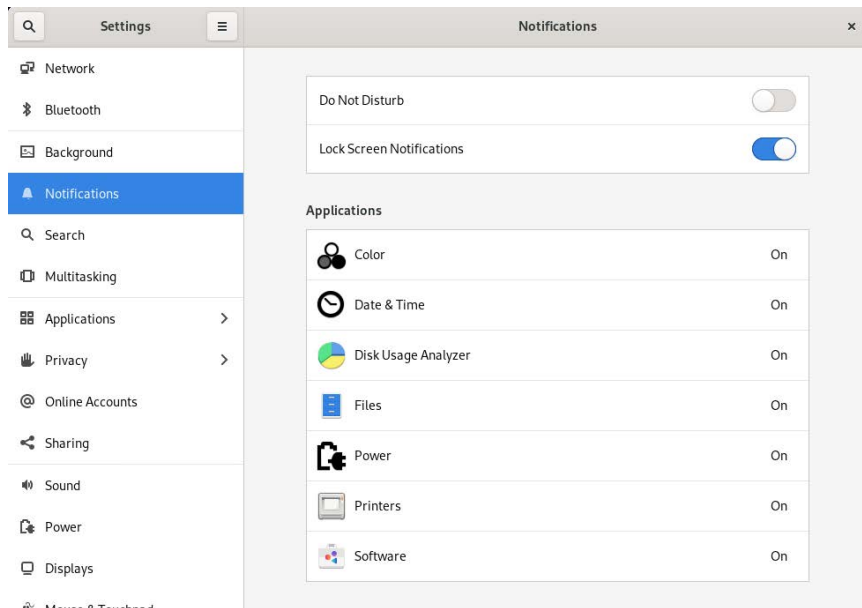 Settings
Notifications
Network
Bluetooth
Background
Notifications
Search
Multitasking
Applications
Privacy
Online Accounts
Sharing
Sound
Power
Displays
Mouse & Touchpad
Do Not Disturb
Lock Screen Notifications
Applications
Color On
Date & Time On
Disk Usage Analyzer On
Files On
Power On
Printers On
Software On